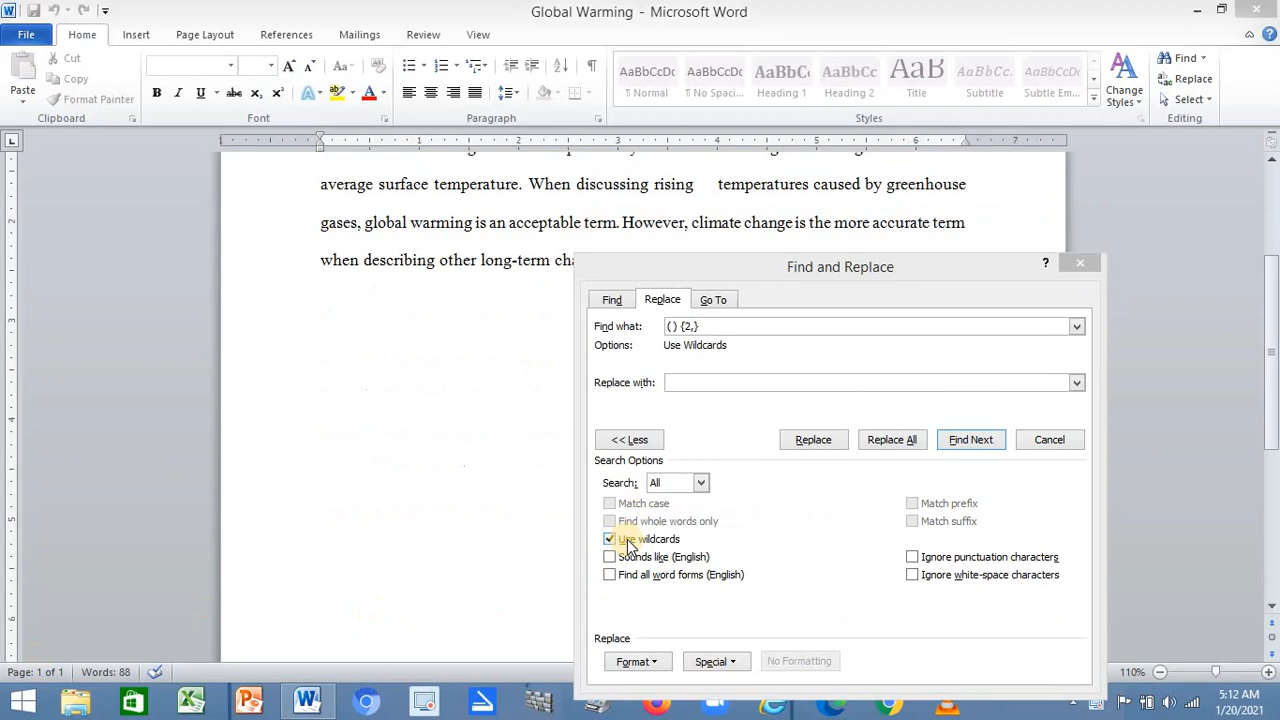 Global Warming - Microsoft Word
File Home Insert Page Layout References Mailings Review View
Paste
Cut
Copy
Format Painter
Clipboard
Font
Paragraph
AaBbCcDc
¶ Normal
AaBbCcDc
¶ No Spaci...
AaBbC
Heading 1
AaBbCc
Heading 2
AaB
Title
AaBbCcD
Subtitle
AaBbCcD
Subtle Em...
Change Styles
Styles
Find
Replace
Select
Editing
average surface temperature. When discussing rising temperatures caused by greenhouse
gases, global warming is an acceptable term. However, climate change is the more accurate term
when describing other long-term
Find and Replace
Find Replace Go To
Find what: ( ) {2,}
Options: Use Wildcards
Replace with:
<< Less Replace Replace All Find Next Cancel
Search Options
Search: All
Match case Match prefix
Find whole words only Match suffix
Use wildcards
Sounds like (English) Ignore punctuation characters
Find all word forms (English) Ignore white-space characters
Replace
Format Special No Formatting
Page: 1 of 1 Words: 88 110%
5:12 AM
1/20/2021